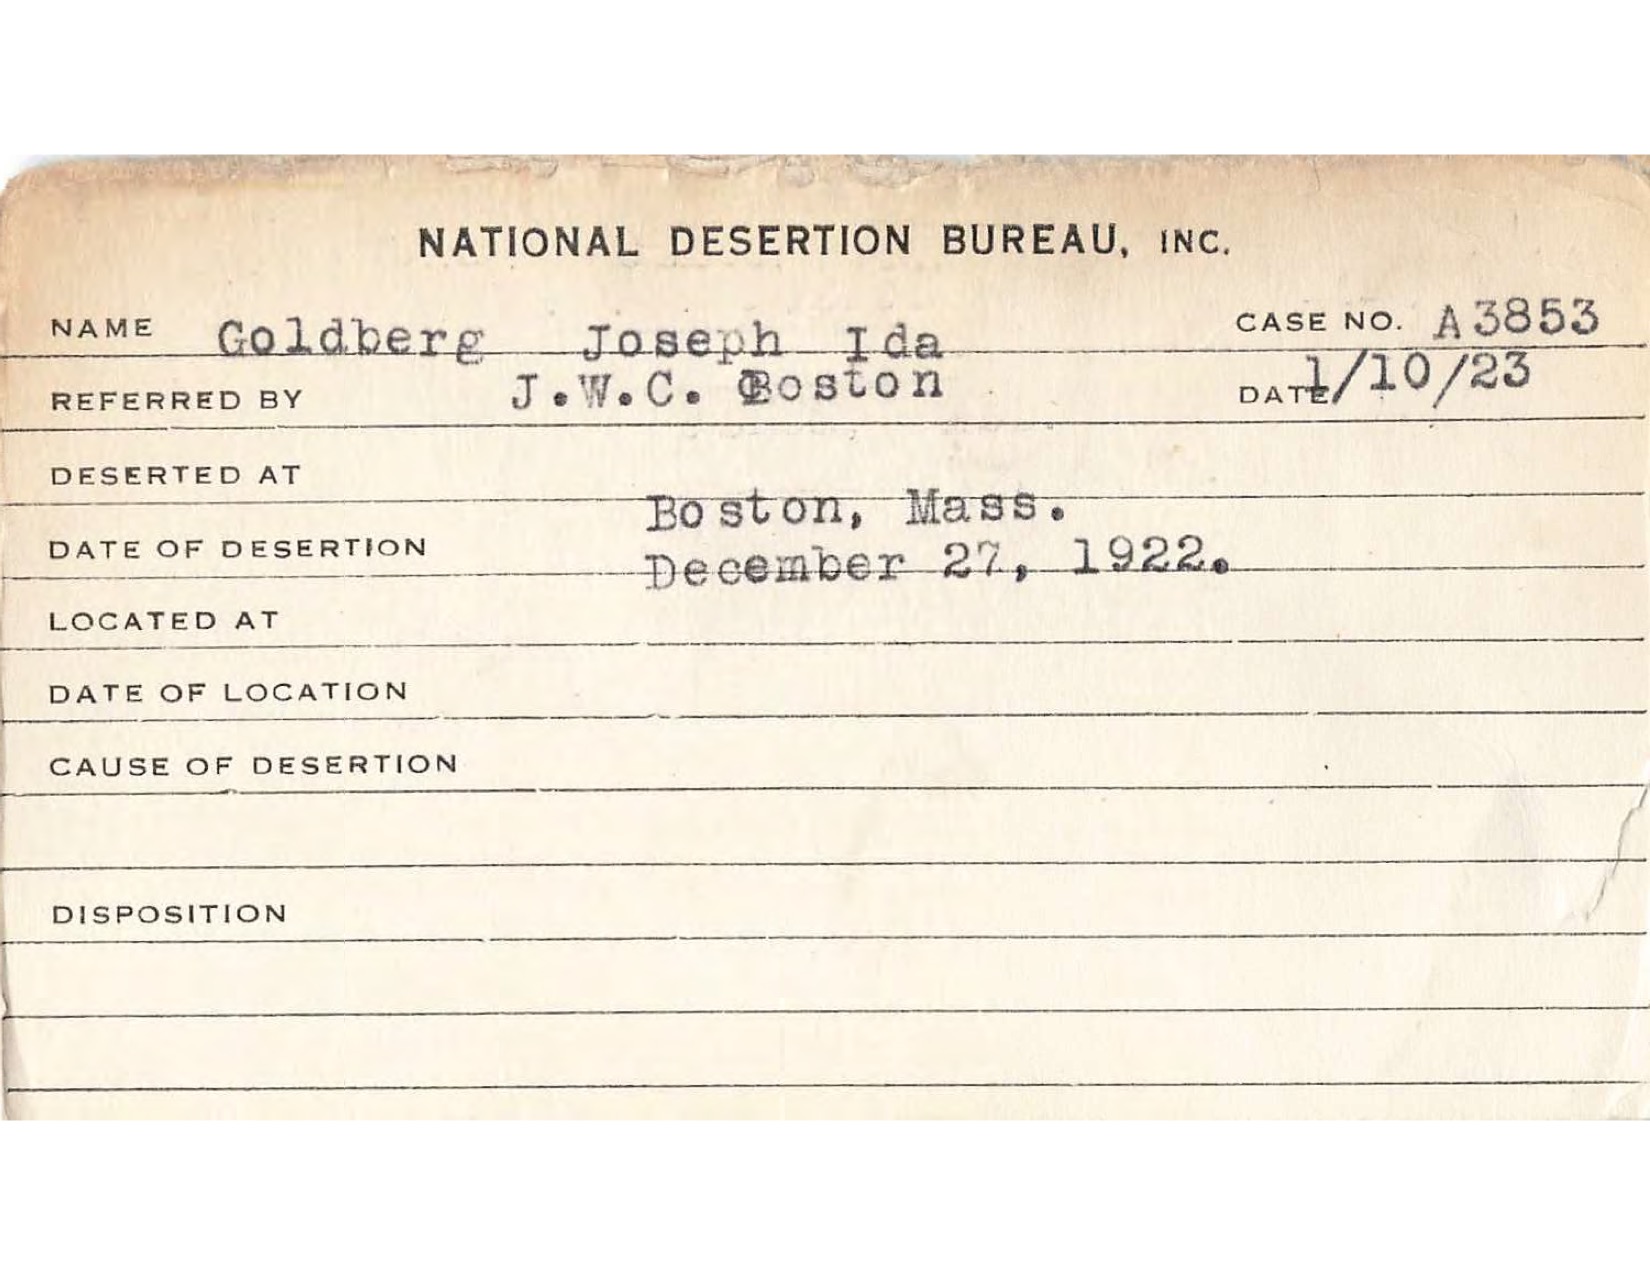 NATIONAL DESERTION BUREAU, INC.
NAME Goldberg Joseph Ida CASE NO. A3853
REFERRED BY J.W.C. Boston DATE 1/10/23
DESERTED AT
Boston, Mass.
DATE OF DESERTION
December 27, 1922.
LOCATED AT
DATE OF LOCATION
CAUSE OF DESERTION
DISPOSITION